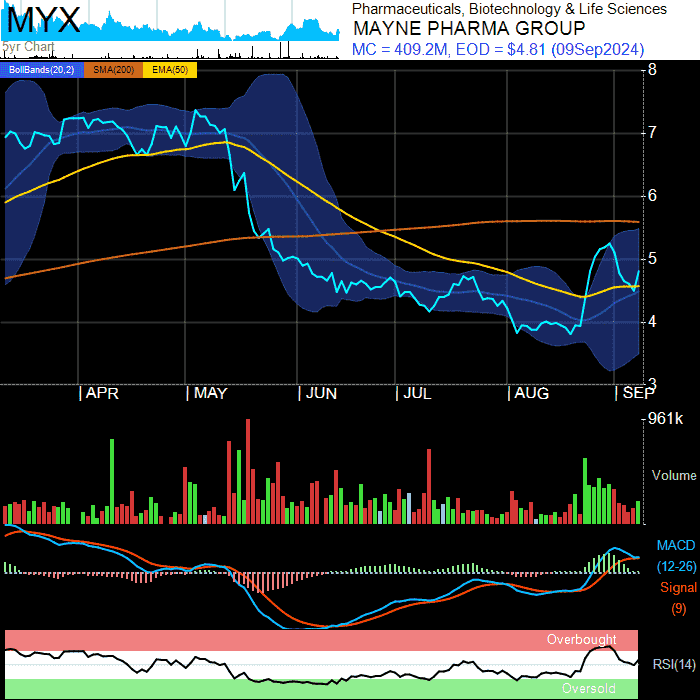 MYX
Pharmaceuticals, Biotechnology & Life Sciences
MAYNE PHARMA GROUP
MC = 409.2M, EOD = $4.81 (09Sep2024)
5yr Chart
BollBands(20,2) SMA(200) EMA(50)
8
7
6
5
4
3
APR MAY JUN JUL AUG SEP
961k
Volume
MACD
(12-26)
Signal
(9)
Overbought
RSI(14)
Oversold